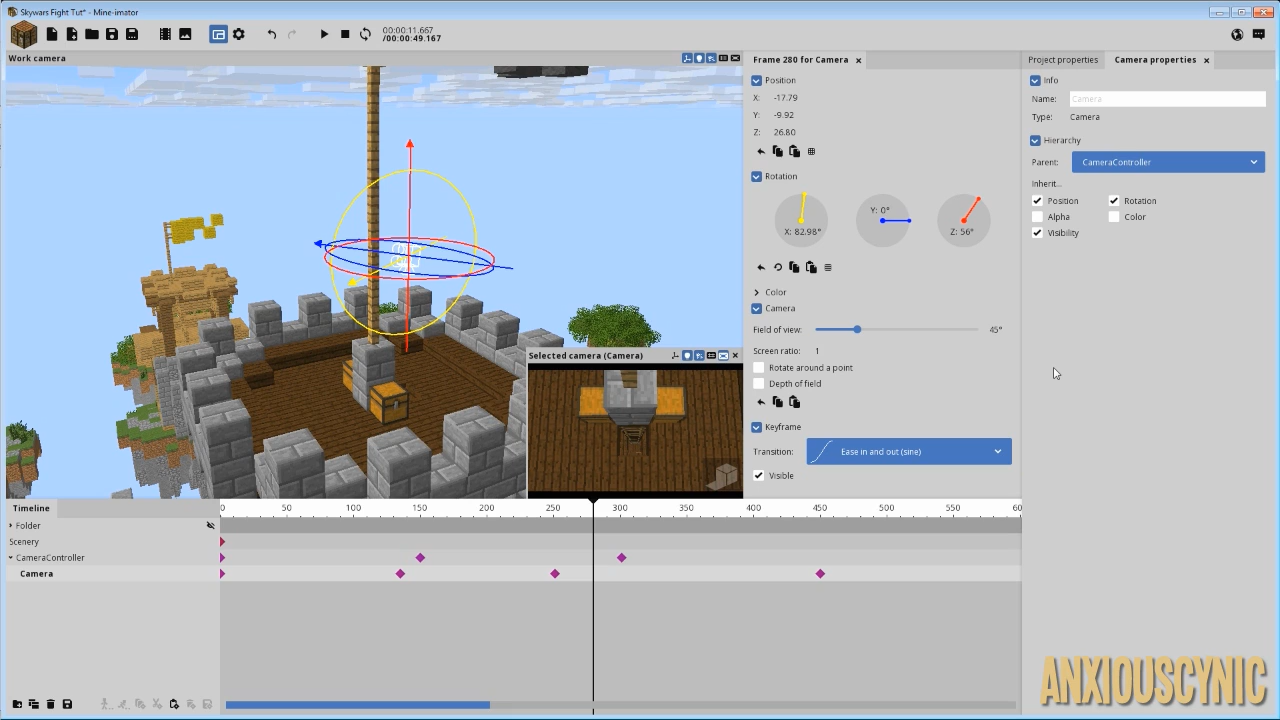 Skywars Fight Tut* - Mine-imator
00:00:11.667
/00:00:49.167
Work camera
Selected camera (Camera)
Frame 280 for Camera
Position
X: -17.79
Y: -9.92
Z: 26.80
Rotation
X: 82.98°
Y: 0°
Z: 56°
Color
Camera
Field of view: 45°
Screen ratio: 1
Rotate around a point
Depth of field
Keyframe
Transition: Ease in and out (sine)
Visible
Project properties
Camera properties
Info
Name: Camera
Type: Camera
Hierarchy
Parent: CameraController
Inherit...
Position Rotation
Alpha Color
Visibility
Timeline
0 50 100 150 200 250 300 350 400 450 500 550 60
Folder
Scenery
CameraController
Camera
ANXIOUSCYNIC